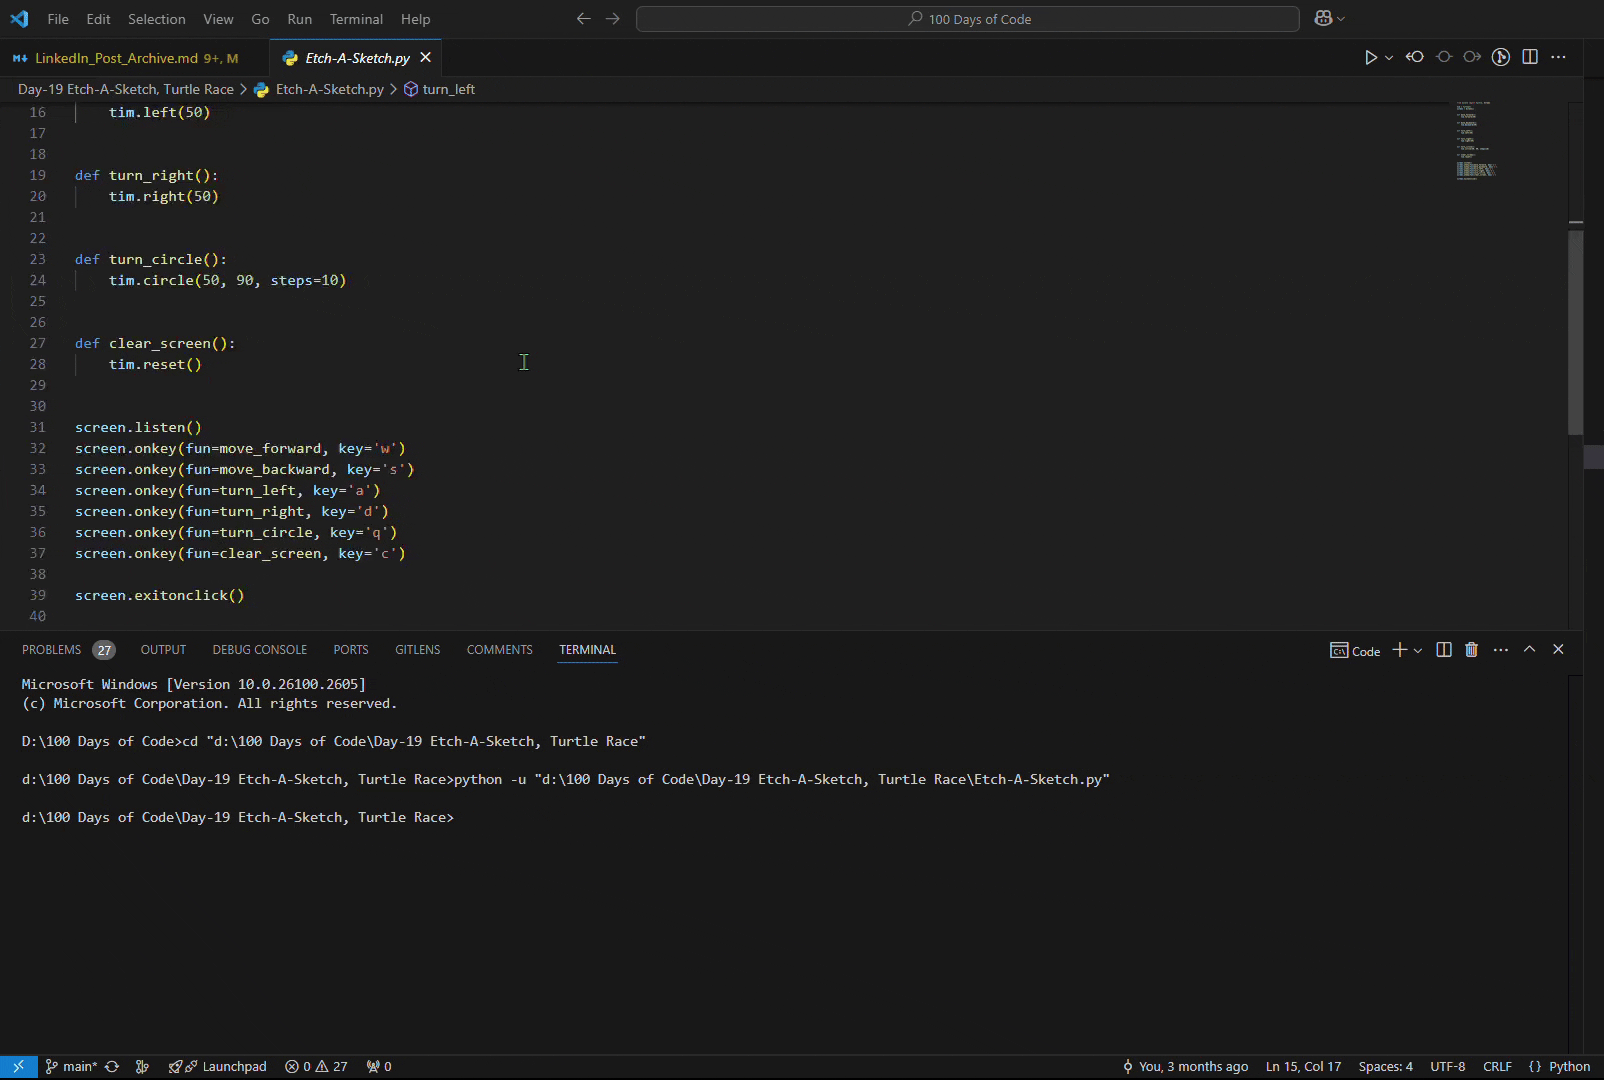 File Edit Selection View Go Run Terminal Help 100 Days of Code
LinkedIn_Post_Archive.md 9+, M Etch-A-Sketch.py
Day-19 Etch-A-Sketch, Turtle Race > Etch-A-Sketch.py > turn_left
16 tim.left(50)
17
18
19 def turn_right():
20 tim.right(50)
21
22
23 def turn_circle():
24 tim.circle(50, 90, steps=10)
25
26
27 def clear_screen():
28 tim.reset()
29
30
31 screen.listen()
32 screen.onkey(fun=move_forward, key='w')
33 screen.onkey(fun=move_backward, key='s')
34 screen.onkey(fun=turn_left, key='a')
35 screen.onkey(fun=turn_right, key='d')
36 screen.onkey(fun=turn_circle, key='q')
37 screen.onkey(fun=clear_screen, key='c')
38
39 screen.exitonclick()
40
PROBLEMS 27 OUTPUT DEBUG CONSOLE PORTS GITLENS COMMENTS TERMINAL Code
Microsoft Windows [Version 10.0.26100.2605]
(c) Microsoft Corporation. All rights reserved.
D:\100 Days of Code>cd "d:\100 Days of Code\Day-19 Etch-A-Sketch, Turtle Race"
d:\100 Days of Code\Day-19 Etch-A-Sketch, Turtle Race>python -u "d:\100 Days of Code\Day-19 Etch-A-Sketch, Turtle Race\Etch-A-Sketch.py"
d:\100 Days of Code\Day-19 Etch-A-Sketch, Turtle Race>
main* Launchpad 0 27 0 You, 3 months ago Ln 15, Col 17 Spaces: 4 UTF-8 CRLF {} Python